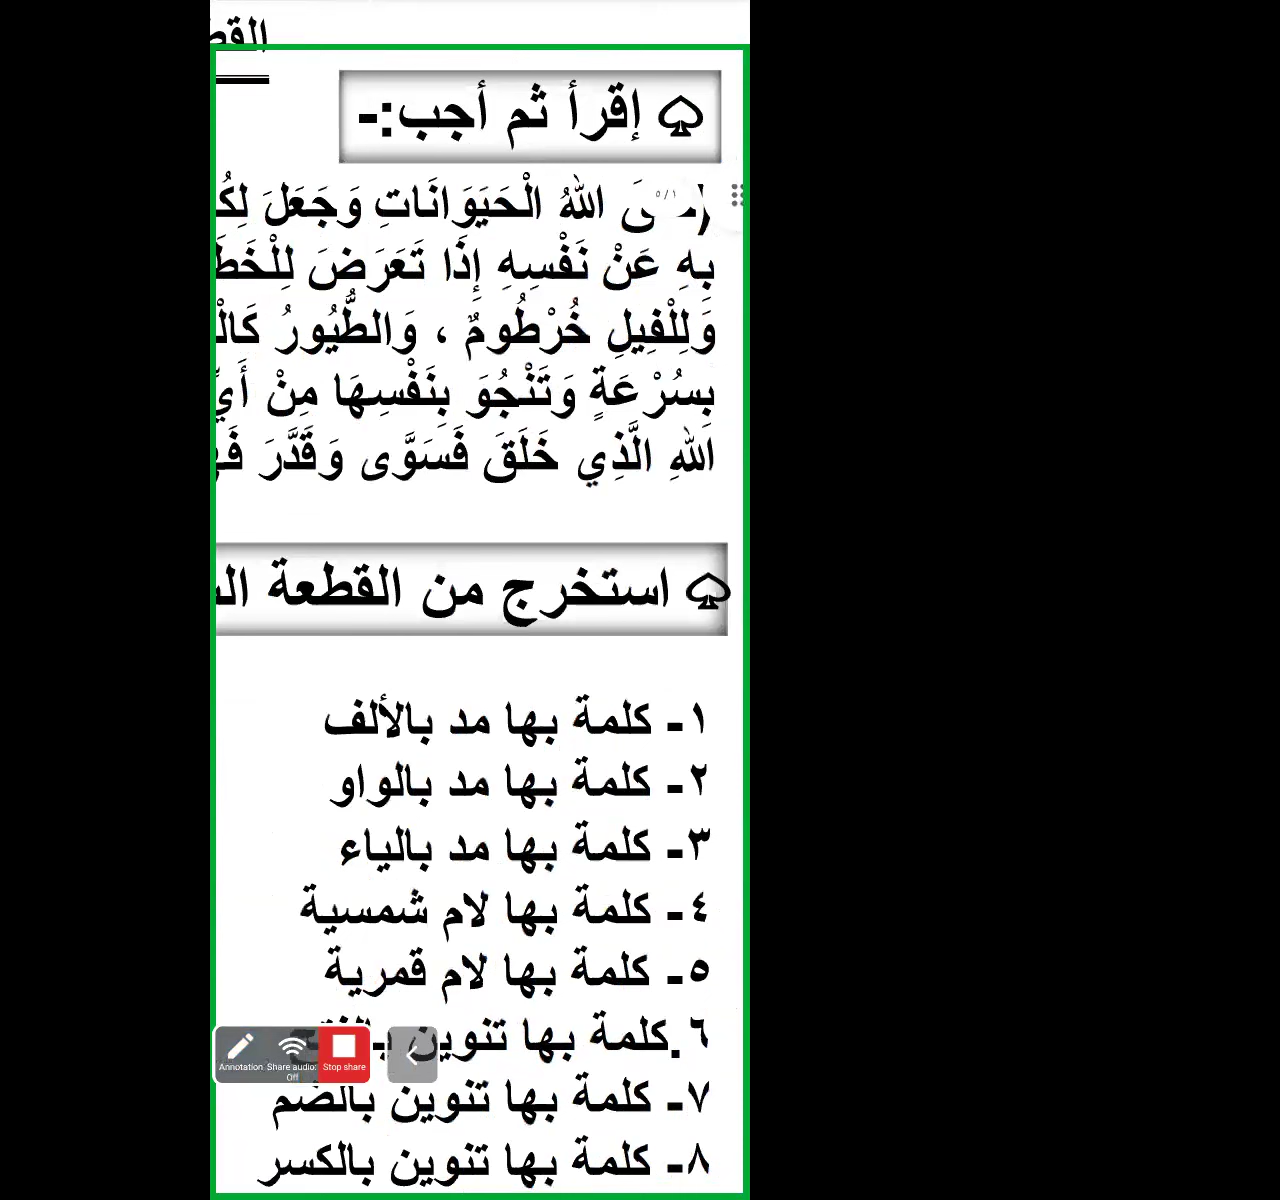 إقرأ ثم أجب:-
اللهُ الْحَيَوَانَاتِ وَجَعَلَ
٥/١
بِهِ عَنْ نَفْسِهِ إِذَا تَعَرَضَ
وَلِلْفِيلِ خُرْطُومٌ ، وَالطُّيُورُ
بِسُرْعَةٍ وَتَنْجُوَ بِنَفْسِهَا مِنْ أَيِّ
اللهِ الَّذِي خَلَقَ فَسَوَّى وَقَدَّرَ
استخرج من القطعة
١- كلمة بها مد بالألف
٢- كلمة بها مد بالواو
٣- كلمة بها مد بالياء
٤- كلمة بها لام شمسية
٥- كلمة بها لام قمرية
٦.كلمة بها تنوين
Annotation Share audio: Off Stop share
٧- كلمة بها تنوين بالضم
٨- كلمة بها تنوين بالكسر